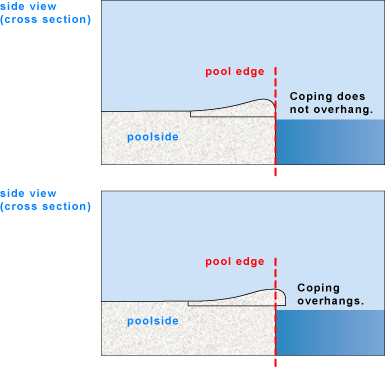 side view
(cross section)
pool edge
Coping does
not overhang.
poolside
side view
(cross section)
pool edge
Coping
overhangs.
poolside